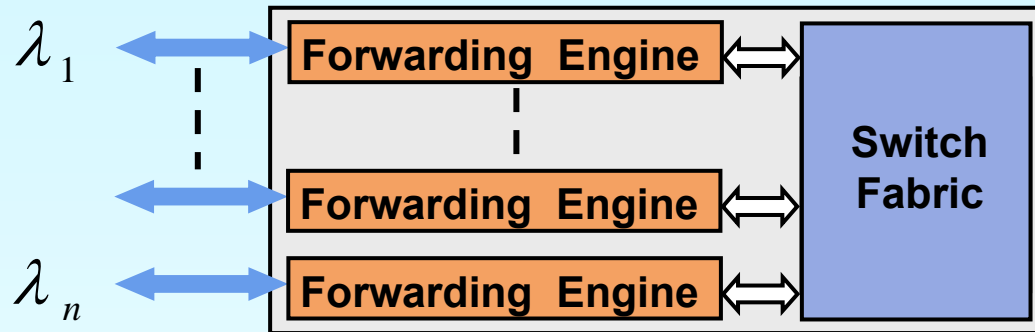 λ1
Forwarding Engine
Switch
Fabric
Forwarding Engine
λn
Forwarding Engine